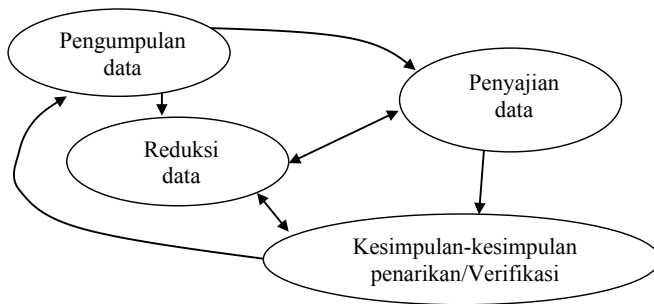 Pengumpulan
data
Penyajian
data
Reduksi
data
Kesimpulan-kesimpulan
penarikan/Verifikasi